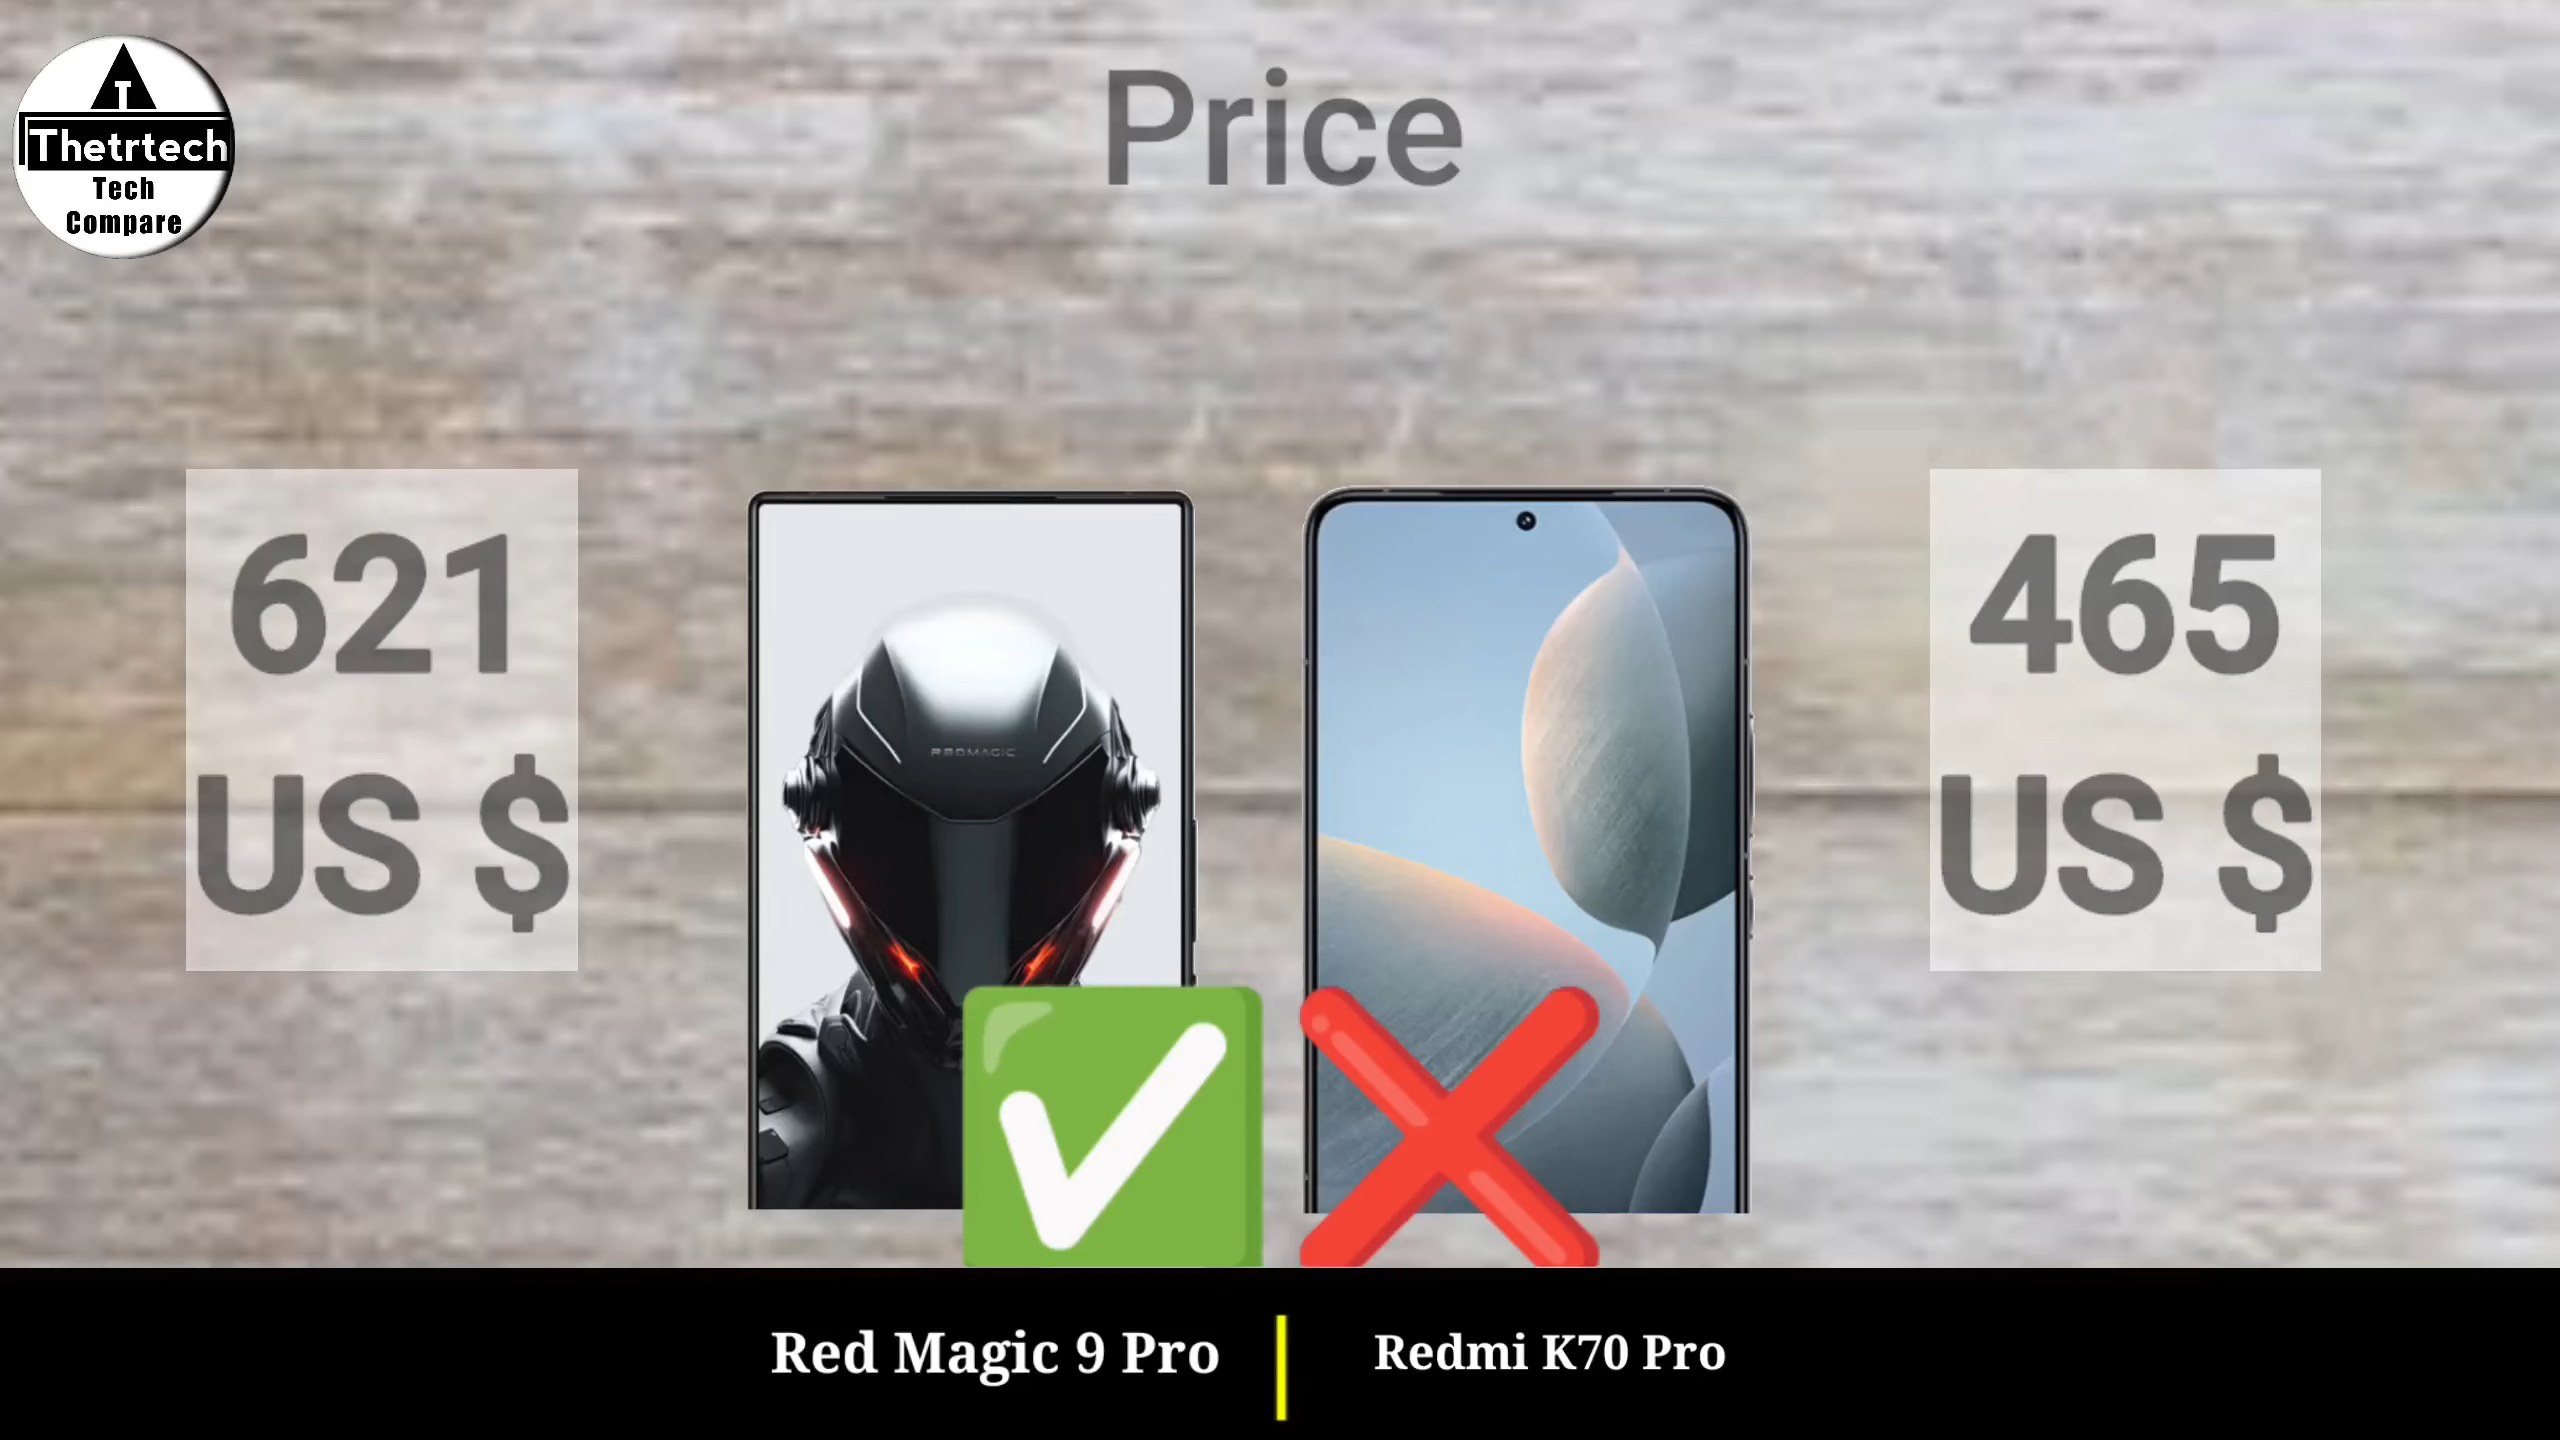 T
Thetrtech
Tech
Compare
Price
621
US $
465
US $
REDMAGIC
Red Magic 9 Pro
Redmi K70 Pro